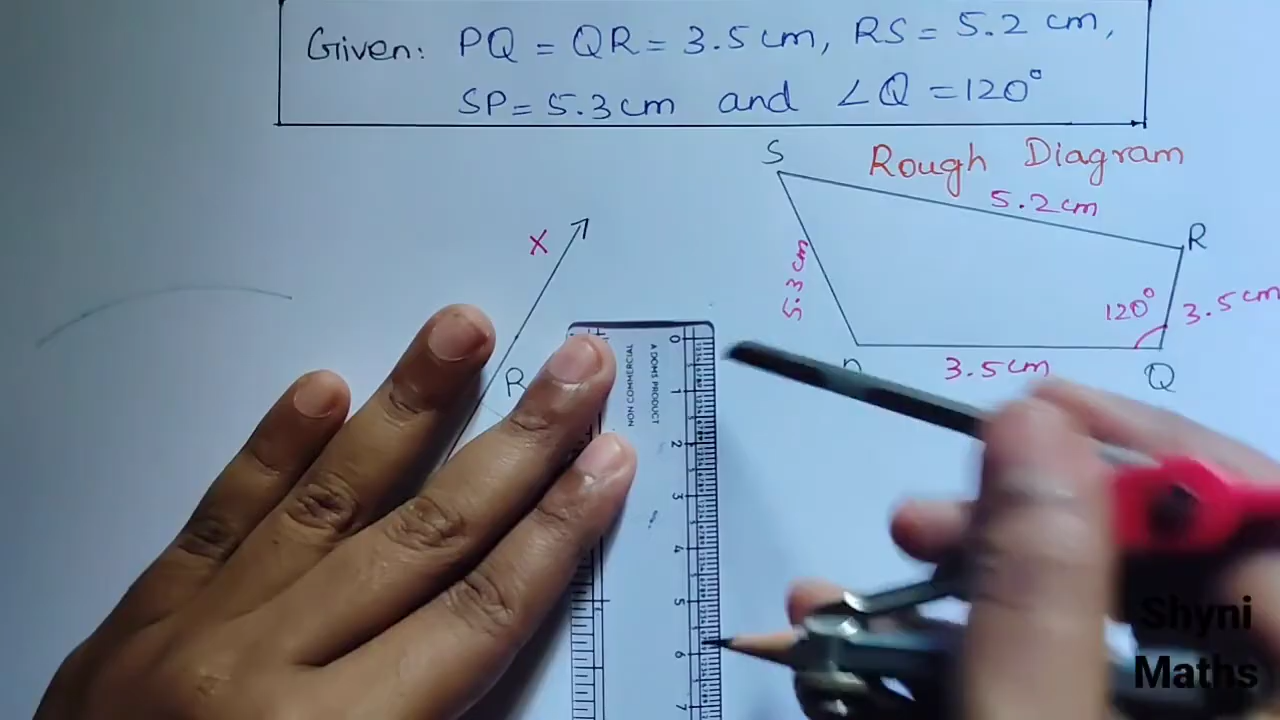 Given: PQ = QR = 3.5 cm, RS = 5.2 cm,
SP = 5.3 cm and ∠Q = 120°
S
Rough Diagram
5.2 cm
R
5.3 cm
120°
3.5 cm
3.5 cm
Q
X
R
NON COMMERCIAL
A DOMS PRODUCT
0
1
2
3
4
5
6
7
Shyni
Maths